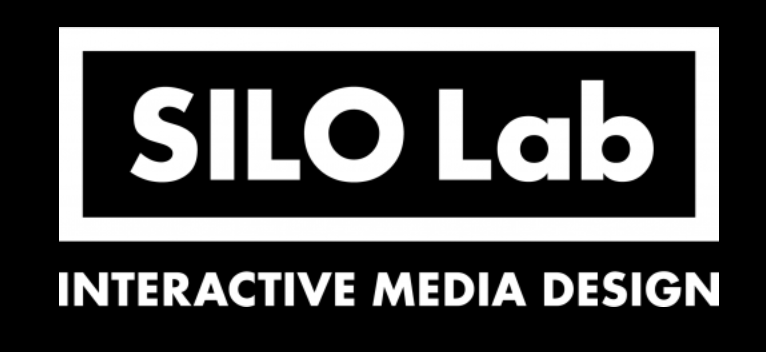 SILO Lab
INTERACTIVE MEDIA DESIGN